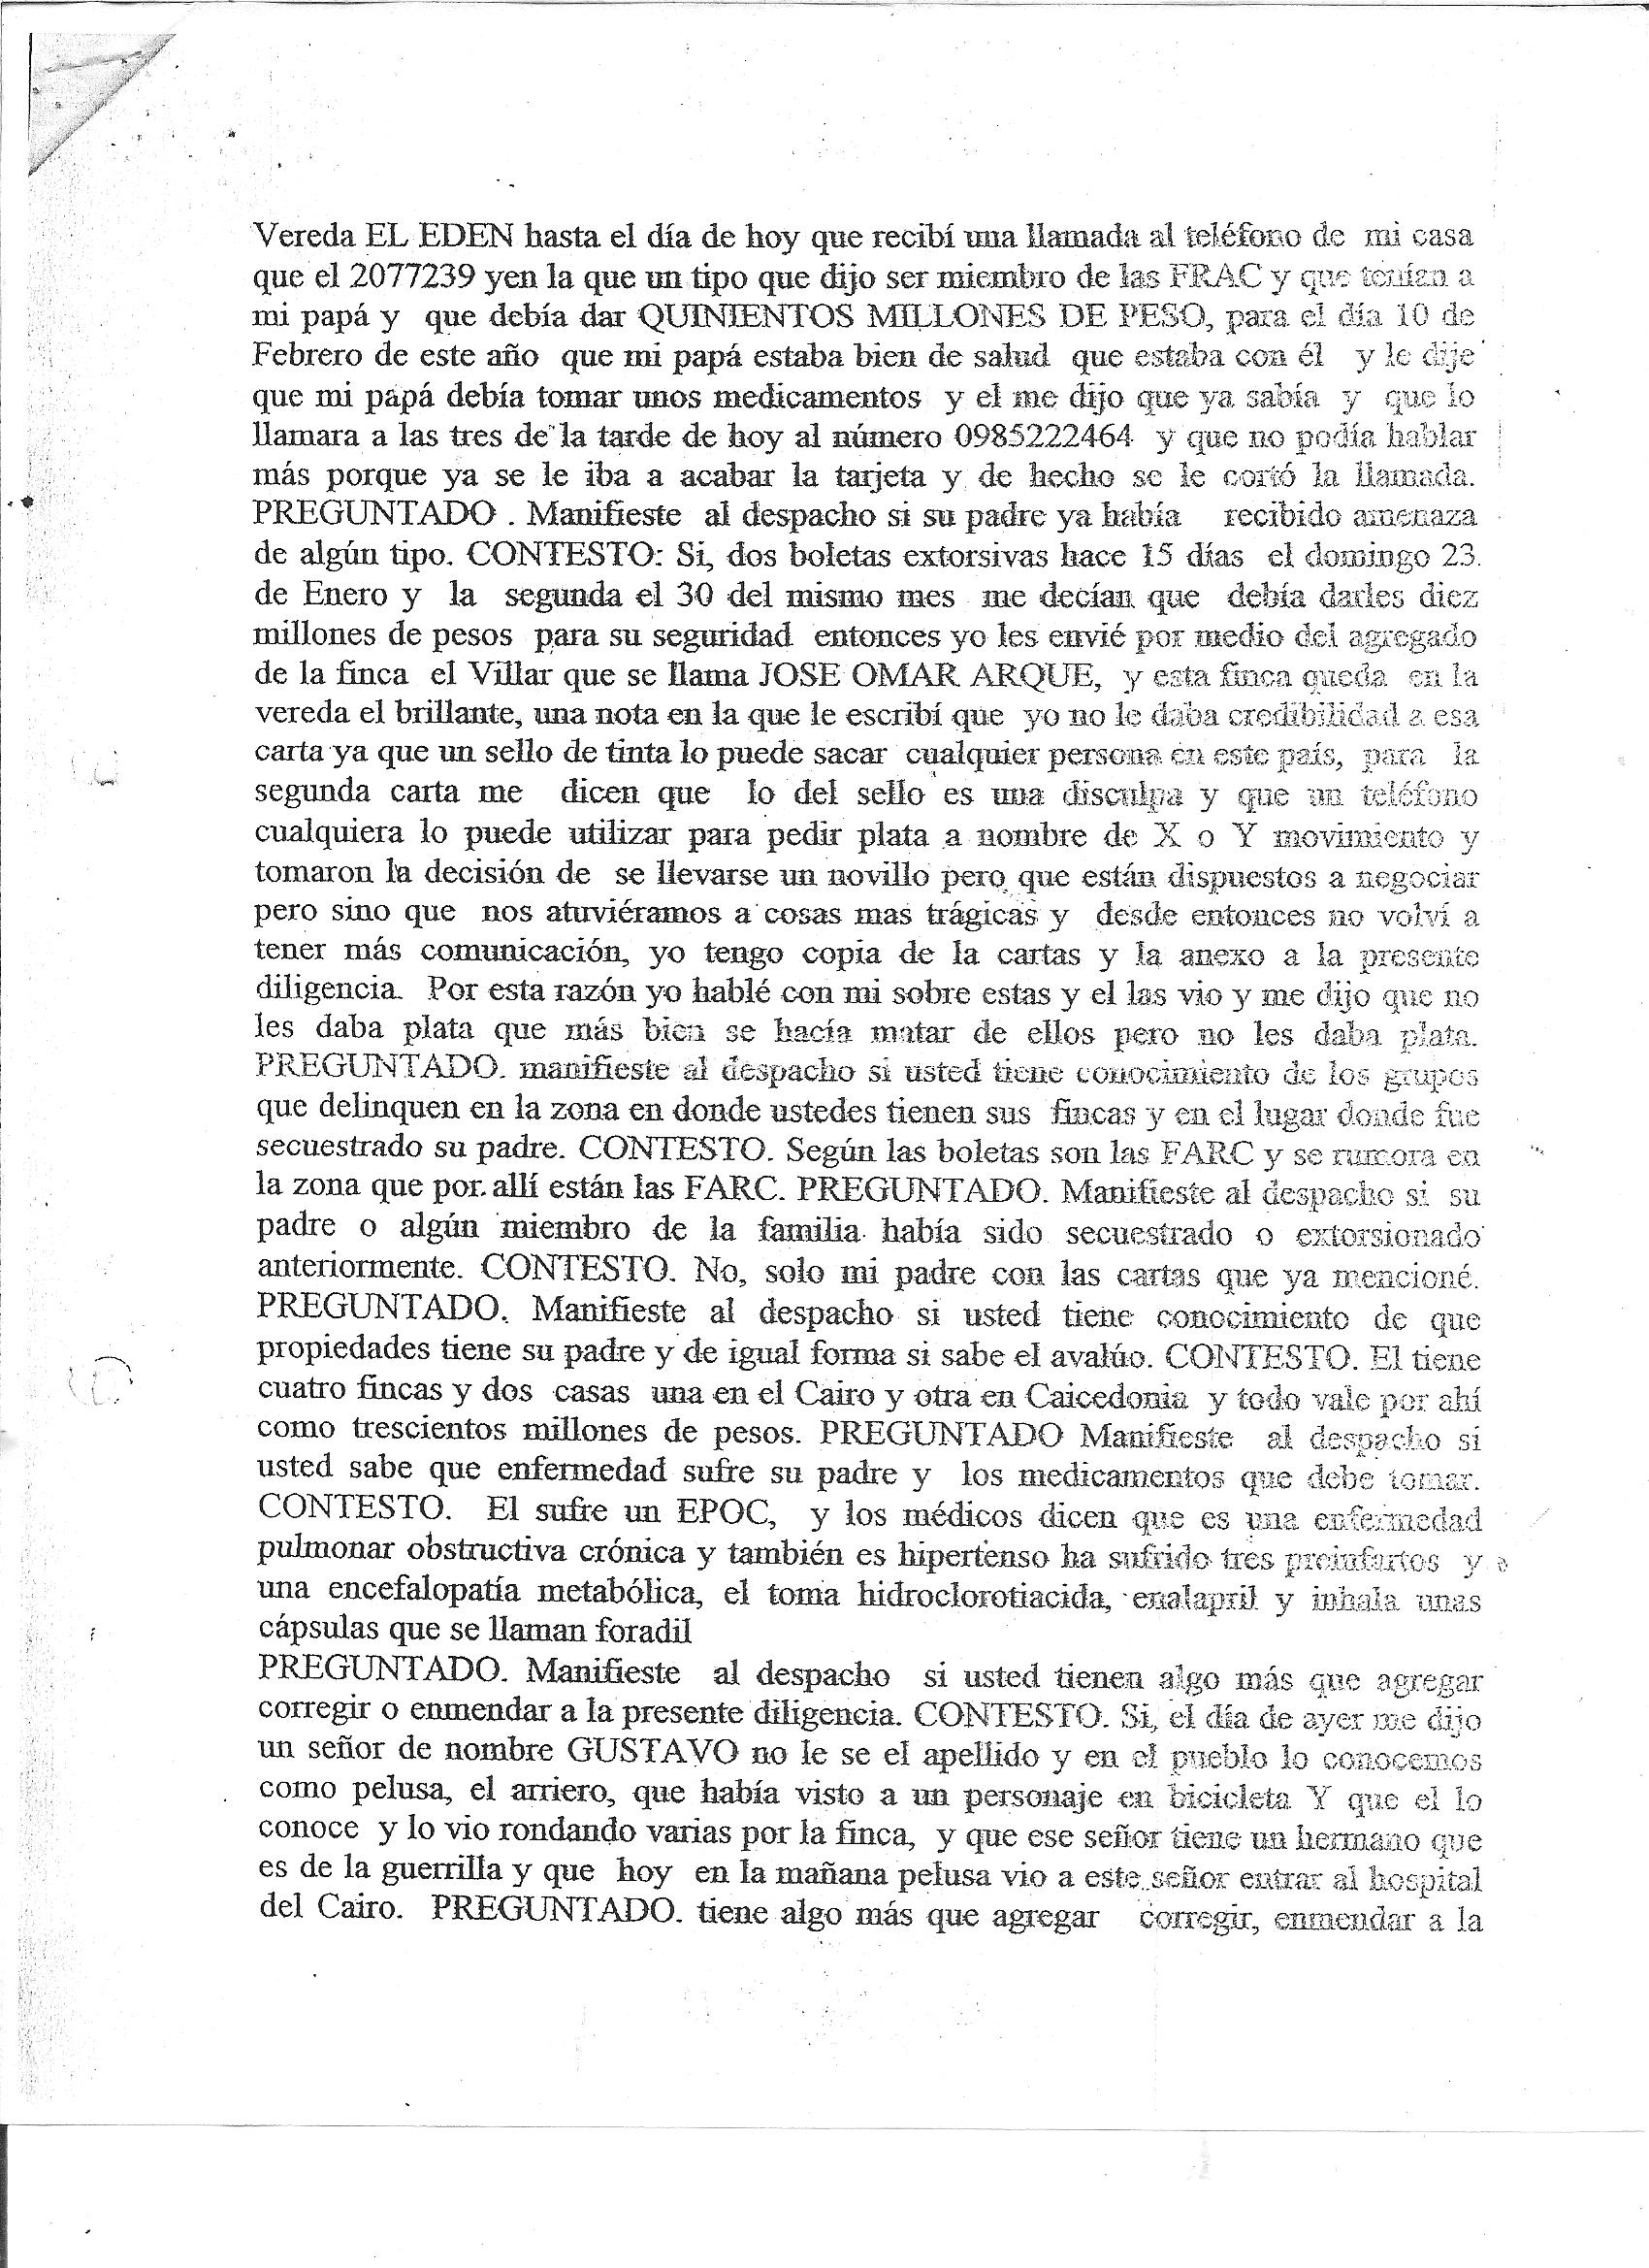 Vereda EL EDEN hasta el día de hoy que recibí una llamada al teléfono de mi casa
que el 2077239 yen la que un tipo que dijo ser miembro de las FRAC y que tenían a
mi papá y que debía dar QUINIENTOS MILLONES DE PESO, para el día 10 de
Febrero de este año que mi papá estaba bien de salud que estaba con él y le dije
que mi papá debía tomar unos medicamentos y el me dijo que ya sabía y que lo
llamara a las tres de la tarde de hoy al número 0985222464 y que no podía hablar
más porque ya se le iba a acabar la tarjeta y de hecho se le cortó la llamada.
PREGUNTADO . Manifieste al despacho si su padre ya había recibido amenaza
de algún tipo. CONTESTO: Si, dos boletas extorsivas hace 15 días el domingo 23.
de Enero y la segunda el 30 del mismo mes me decían que debía darles diez
millones de pesos para su seguridad entonces yo les envié por medio del agregado
de la finca el Villar que se llama JOSE OMAR ARQUE, y esta finca queda en la
vereda el brillante, una nota en la que le escribí que yo no le daba credibilidad a esa
carta ya que un sello de tinta lo puede sacar cualquier persona en este país, para la
segunda carta me dicen que lo del sello es una disculpa y que un teléfono
cualquiera lo puede utilizar para pedir plata a nombre de X o Y movimiento y
tomaron la decisión de se llevarse un novillo pero que están dispuestos a negociar
pero sino que nos atuviéramos a cosas mas trágicas y desde entonces no volví a
tener más comunicación, yo tengo copia de la cartas y la anexo a la presente
diligencia. Por esta razón yo hablé con mi sobre estas y el las vio y me dijo que no
les daba plata que más bien se hacía matar de ellos pero no les daba plata.
PREGUNTADO. manifieste al despacho si usted tiene conocimiento de los grupos
que delinquen en la zona en donde ustedes tienen sus fincas y en el lugar donde fue
secuestrado su padre. CONTESTO. Según las boletas son las FARC y se rumora en
la zona que por allí están las FARC. PREGUNTADO. Manifieste al despacho si su
padre o algún miembro de la familia había sido secuestrado o extorsionado
anteriormente. CONTESTO. No, solo mi padre con las cartas que ya mencioné.
PREGUNTADO. Manifieste al despacho si usted tiene conocimiento de que
propiedades tiene su padre y de igual forma si sabe el avalúo. CONTESTO. El tiene
cuatro fincas y dos casas una en el Cairo y otra en Caicedonia y todo vale por ahí
como trescientos millones de pesos. PREGUNTADO Manifieste al despacho si
usted sabe que enfermedad sufre su padre y los medicamentos que debe tomar.
CONTESTO. El sufre un EPOC, y los médicos dicen que es una enfermedad
pulmonar obstructiva crónica y también es hipertenso ha sufrido tres preinfartos y
una encefalopatía metabólica, el toma hidroclorotiacida, enalapril y inhala unas
cápsulas que se llaman foradil
PREGUNTADO. Manifieste al despacho si usted tienen algo más que agregar
corregir o enmendar a la presente diligencia. CONTESTO. Si, el día de ayer me dijo
un señor de nombre GUSTAVO no le se el apellido y en el pueblo lo conocemos
como pelusa, el arriero, que había visto a un personaje en bicicleta Y que el lo
conoce y lo vio rondando varias por la finca, y que ese señor tiene un hermano que
es de la guerrilla y que hoy en la mañana pelusa vio a este señor entrar al hospital
del Cairo. PREGUNTADO. tiene algo más que agregar corregir, enmendar a la